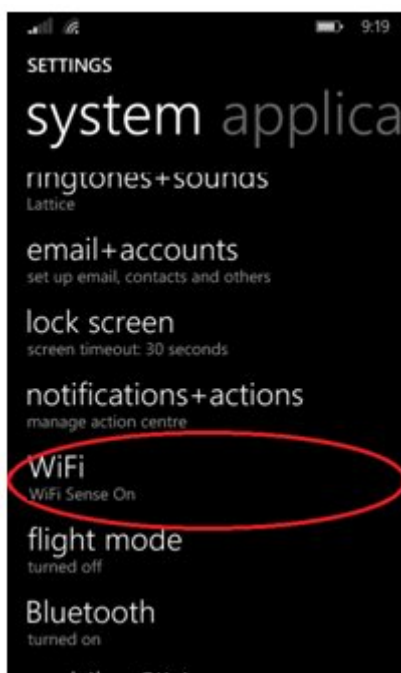 9:19
SETTINGS
system applica
ringtones+sounds
Lattice
email+accounts
set up email, contacts and others
lock screen
screen timeout: 30 seconds
notifications+actions
manage action centre
WiFi
WiFi Sense On
flight mode
turned off
Bluetooth
turned on